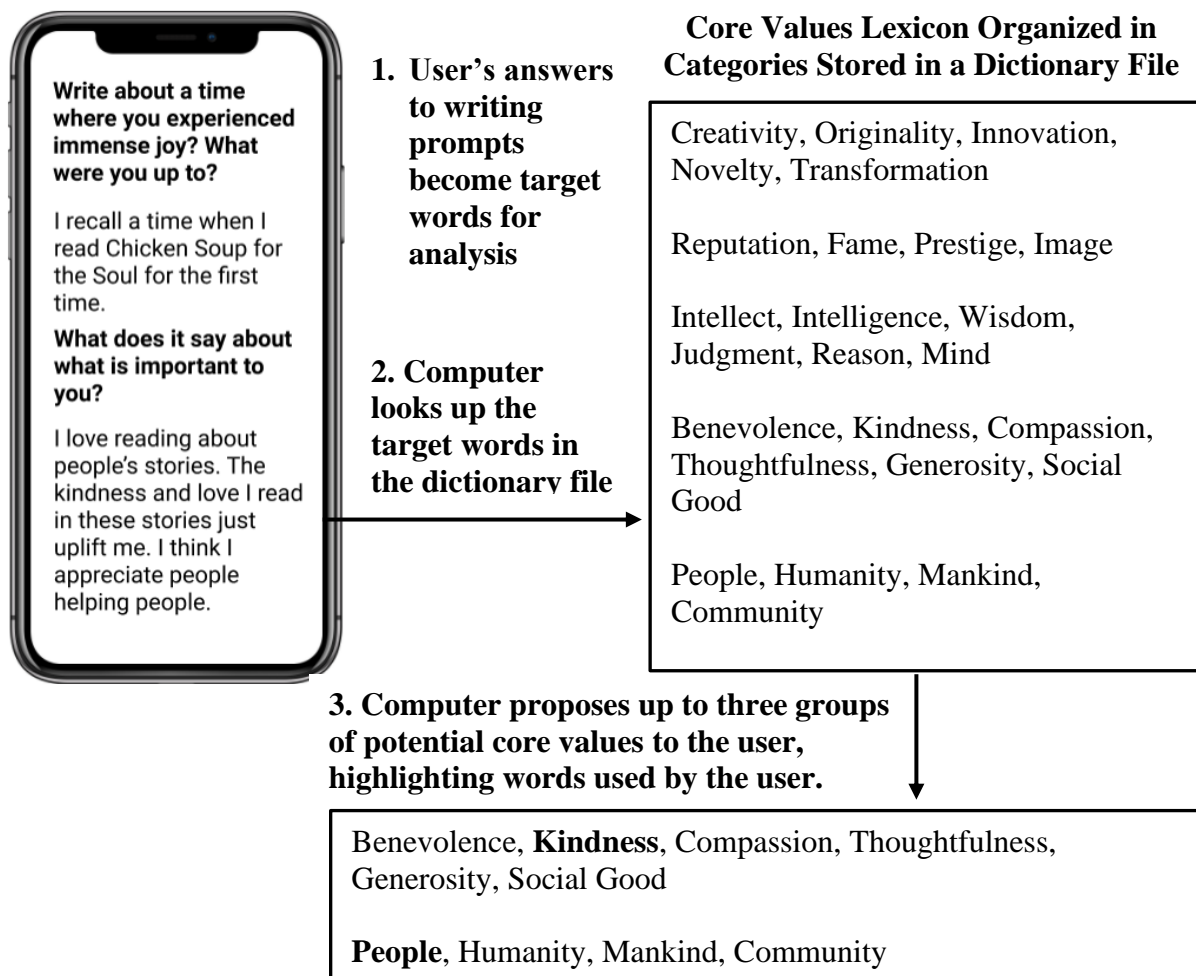 Write about a time
where you experienced
immense joy? What
were you up to?
I recall a time when I
read Chicken Soup for
the Soul for the first
time.
What does it say about
what is important to
you?
I love reading about
people's stories. The
kindness and love I read
in these stories just
uplift me. I think I
appreciate people
helping people.
1. User's answers
to writing
prompts
become target
words for
analysis
2. Computer
looks up the
target words in
the dictionary file
Core Values Lexicon Organized in
Categories Stored in a Dictionary File
Creativity, Originality, Innovation,
Novelty, Transformation
Reputation, Fame, Prestige, Image
Intellect, Intelligence, Wisdom,
Judgment, Reason, Mind
Benevolence, Kindness, Compassion,
Thoughtfulness, Generosity, Social
Good
People, Humanity, Mankind,
Community
3. Computer proposes up to three groups
of potential core values to the user,
highlighting words used by the user.
Benevolence, Kindness, Compassion, Thoughtfulness,
Generosity, Social Good
People, Humanity, Mankind, Community